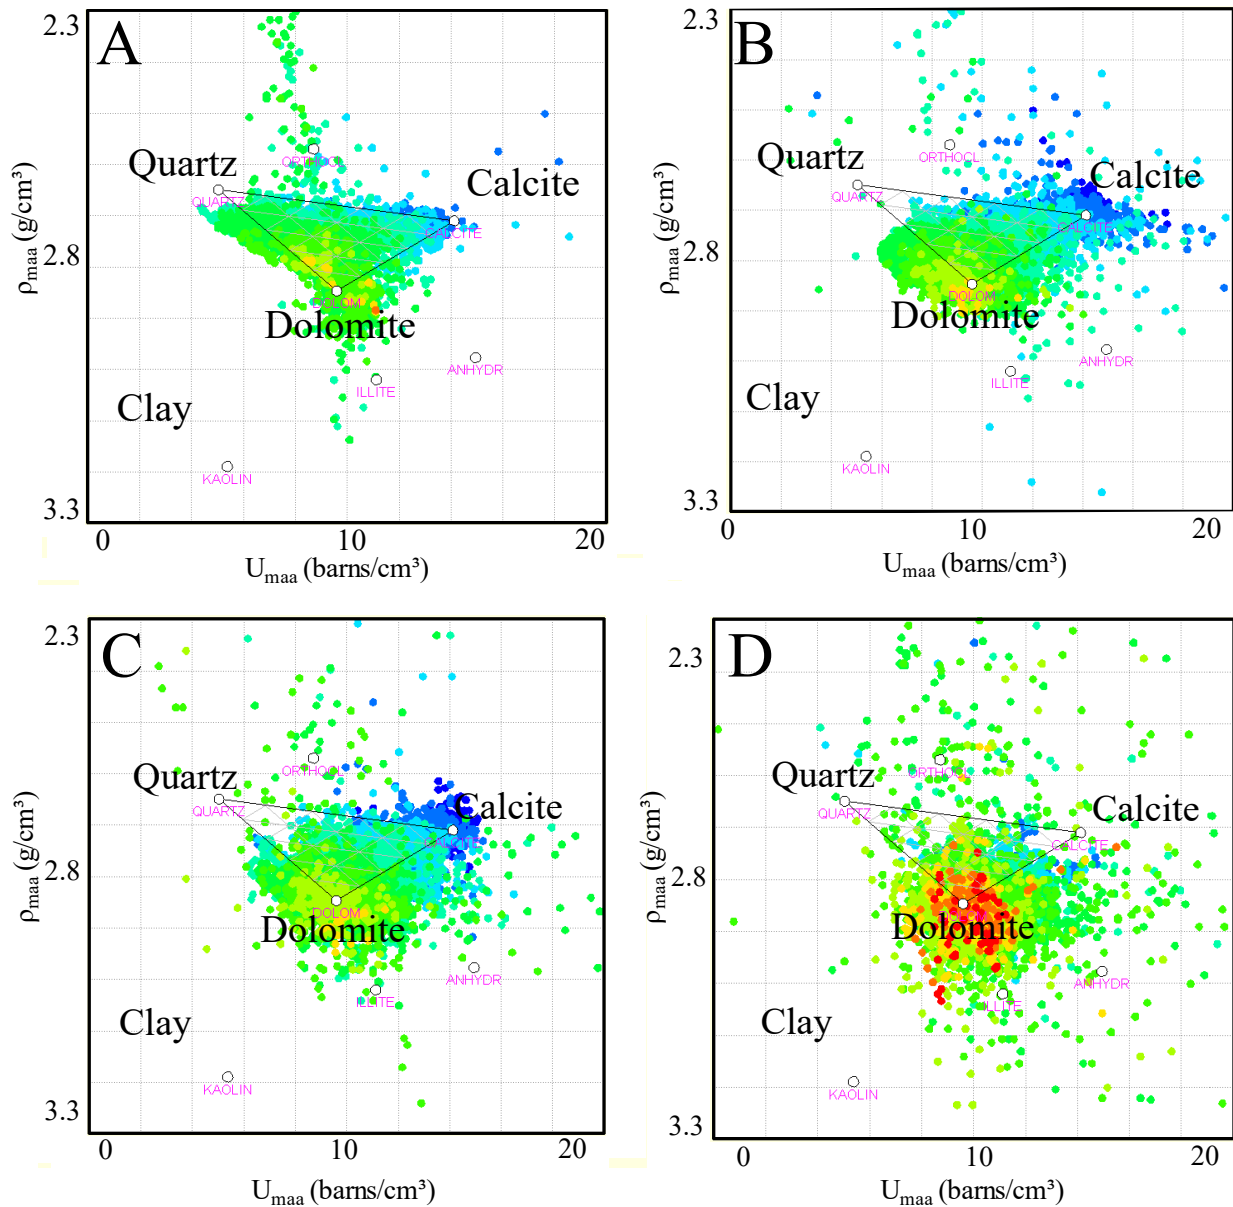 A
2.3
2.8
3.3
ρmaa (g/cm³)
Quartz
QUARTZ
ORTHOCL
Calcite
CALCITE
DOLOM
Dolomite
ANHYDR
ILLITE
Clay
KAOLIN
0 10 20
Umaa (barns/cm³)
B
2.3
2.8
3.3
ρmaa (g/cm³)
Quartz
QUARTZ
ORTHOCL
Calcite
CALCITE
DOLOM
Dolomite
ANHYDR
ILLITE
Clay
KAOLIN
0 10 20
Umaa (barns/cm³)
C
2.3
2.8
3.3
ρmaa (g/cm³)
Quartz
QUARTZ
ORTHOCL
Calcite
CALCITE
DOLOM
Dolomite
ANHYDR
ILLITE
Clay
KAOLIN
0 10 20
Umaa (barns/cm³)
D
2.3
2.8
3.3
ρmaa (g/cm³)
Quartz
QUARTZ
ORTHOCL
Calcite
CALCITE
Dolomite
ANHYDR
ILLITE
Clay
KAOLIN
0 10 20
Umaa (barns/cm³)